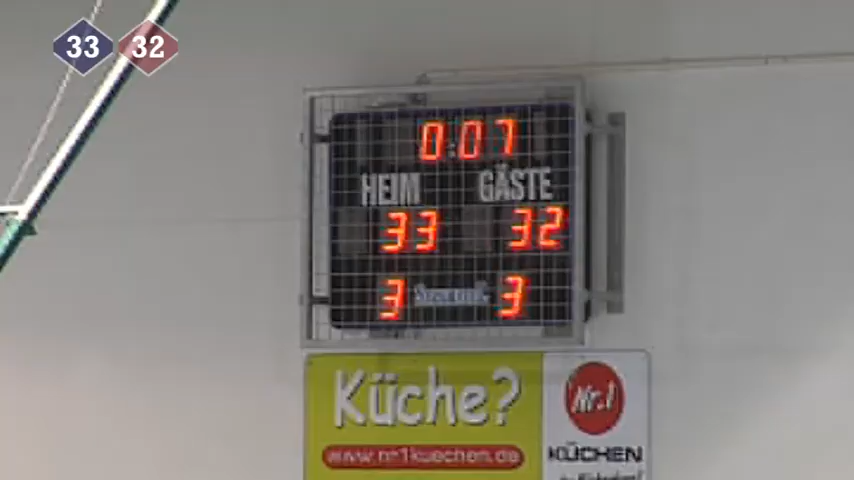 33 32
0:07
HEIM GÄSTE
33 32
3 3
Küche?
www.nr1kuechen.de
Nr.1
KÜCHEN